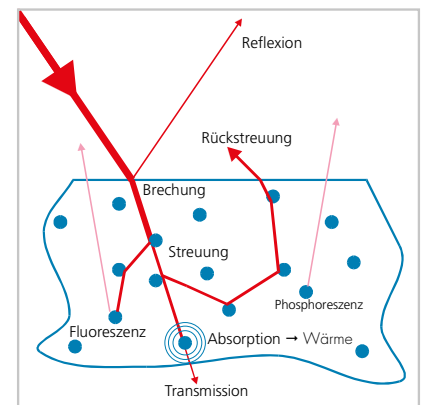 Reflexion
Rückstreuung
Brechung
Streuung
Phosphoreszenz
Fluoreszenz
Absorption → Wärme
Transmission